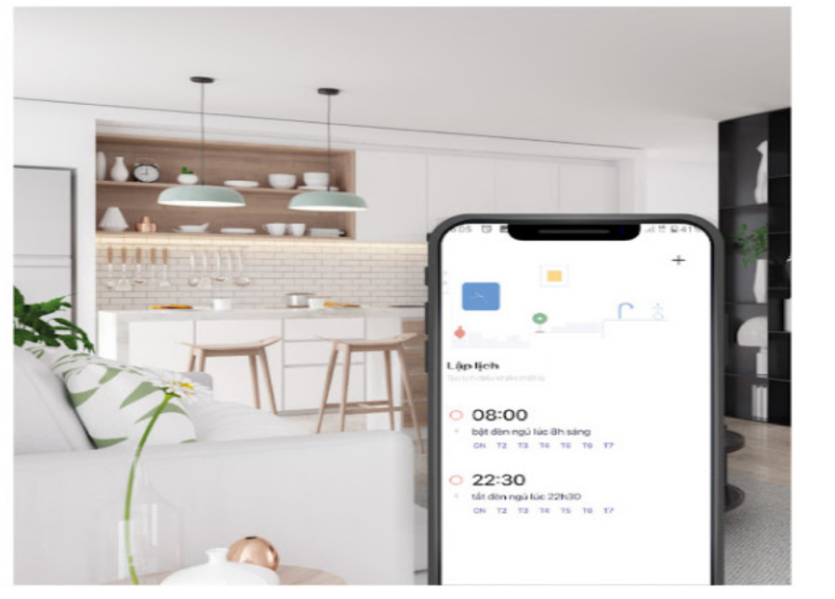 Lập lịch
08:00
bật đèn ngủ lúc 8h sáng
CN T2 T3 T4 T5 T6 T7
22:30
tắt đèn ngủ lúc 22h30
CN T2 T3 T4 T5 T6 T7